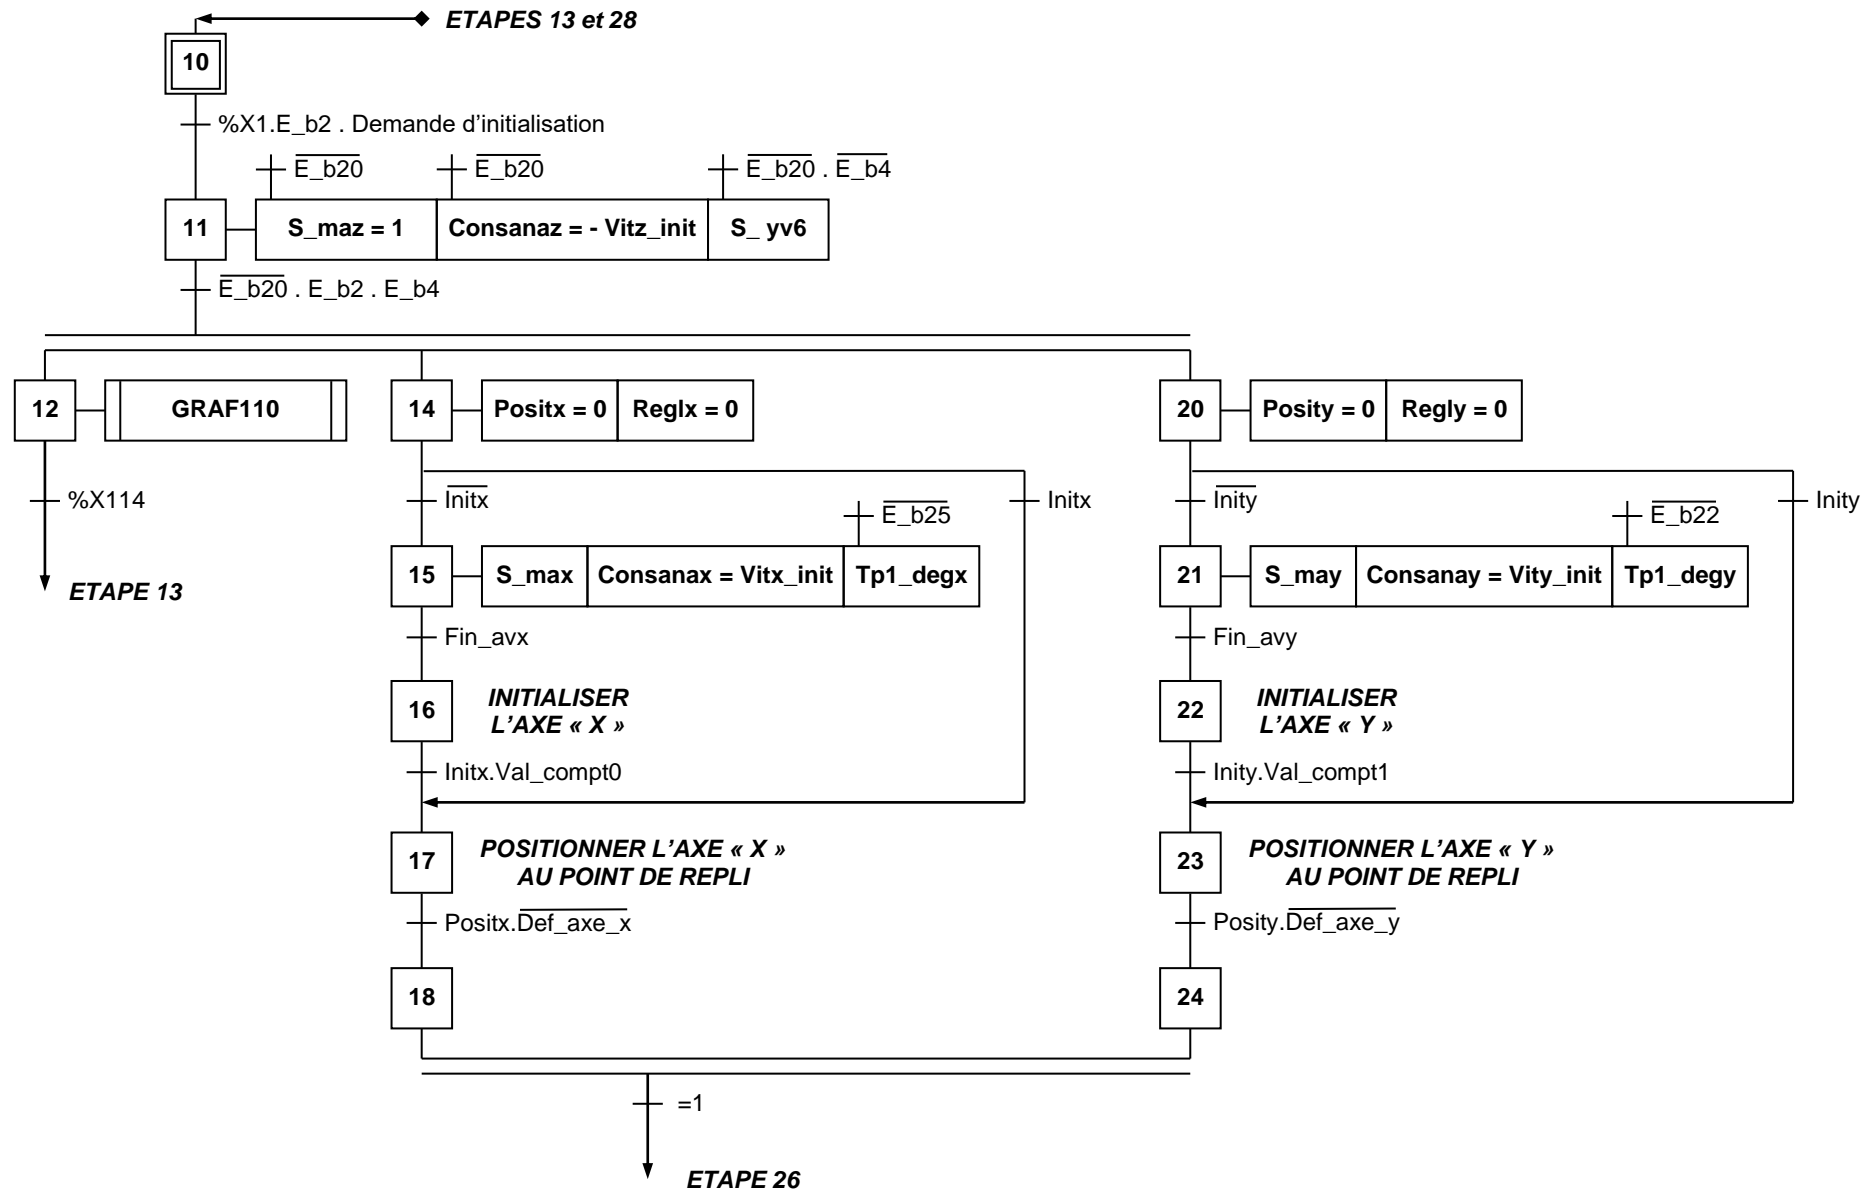 ETAPES 13 et 28
10
%X1.E_b2 . Demande d’initialisation
E_b20 E_b20 E_b20 . E_b4
11 S_maz = 1 Consanaz = - Vitz_init S_ yv6
E_b20 . E_b2 . E_b4
12 GRAF110 14 Positx = 0 Reglx = 0 20 Posity = 0 Regly = 0
%X114 Initx Initx Inity Inity
E_b25 E_b22
15 S_max Consanax = Vitx_init Tp1_degx 21 S_may Consanay = Vity_init Tp1_degy
ETAPE 13
Fin_avx Fin_avy
16 INITIALISER 22 INITIALISER
L’AXE « X » L’AXE « Y »
Initx.Val_compt0 Inity.Val_compt1
17 POSITIONNER L’AXE « X » 23 POSITIONNER L’AXE « Y »
AU POINT DE REPLI AU POINT DE REPLI
Positx.Def_axe_x Posity.Def_axe_y
18 24
=1
ETAPE 26